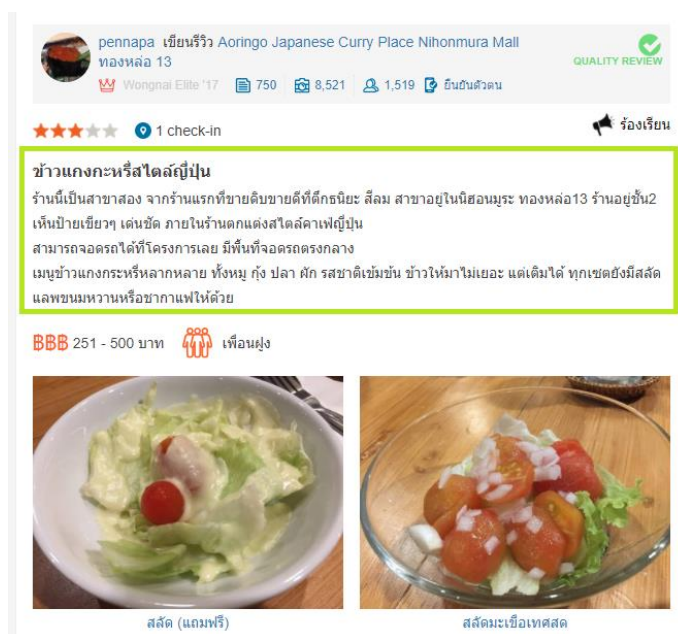 pennapa เขียนรีวิว Aoringo Japanese Curry Place Nihonmura Mall
ทองหล่อ 13
QUALITY REVIEW
Wongnai Elite '17 750 8,521 1,519 ยืนยันตัวตน
1 check-in
ร้องเรียน
ข้าวแกงกะหรี่สไตล์ญี่ปุ่น
ร้านนี้เป็นสาขาสอง จากร้านแรกที่ขายดิบขายดีที่ตึกธนิยะ สีลม สาขาอยู่ในนิฮอนมูระ ทองหล่อ13 ร้านอยู่ชั้น2
เห็นป้ายเขียวๆ เด่นชัด ภายในร้านตกแต่งสไตล์คาเฟ่ญี่ปุ่น
สามารถจอดรถได้ที่โครงการเลย มีพื้นที่จอดรถตรงกลาง
เมนูข้าวแกงกระหรี่หลากหลาย ทั้งหมู กุ้ง ปลา ผัก รสชาติเข้มข้น ข้าวให้มาไม่เยอะ แต่เติมได้ ทุกเซตยังมีสลัด
แลพขนมหวานหรือชากาแฟให้ด้วย
฿฿฿ 251 - 500 บาท เพื่อนฝูง
สลัด (แถมฟรี)
สลัดมะเขือเทศสด